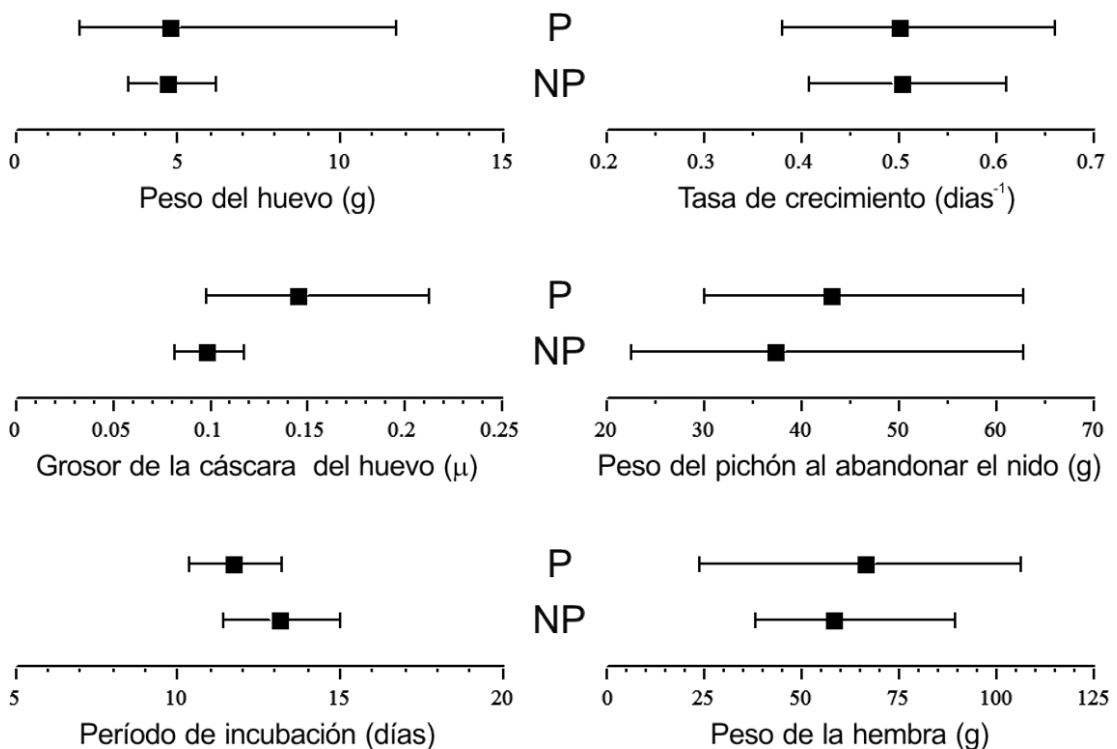 P
NP
0 5 10 15
Peso del huevo (g)
0.2 0.3 0.4 0.5 0.6 0.7
Tasa de crecimiento (dias-1)
P
NP
0 0.05 0.1 0.15 0.2 0.25
Grosor de la cáscara del huevo (µ)
20 30 40 50 60 70
Peso del pichón al abandonar el nido (g)
P
NP
5 10 15 20
Período de incubación (días)
0 25 50 75 100 125
Peso de la hembra (g)